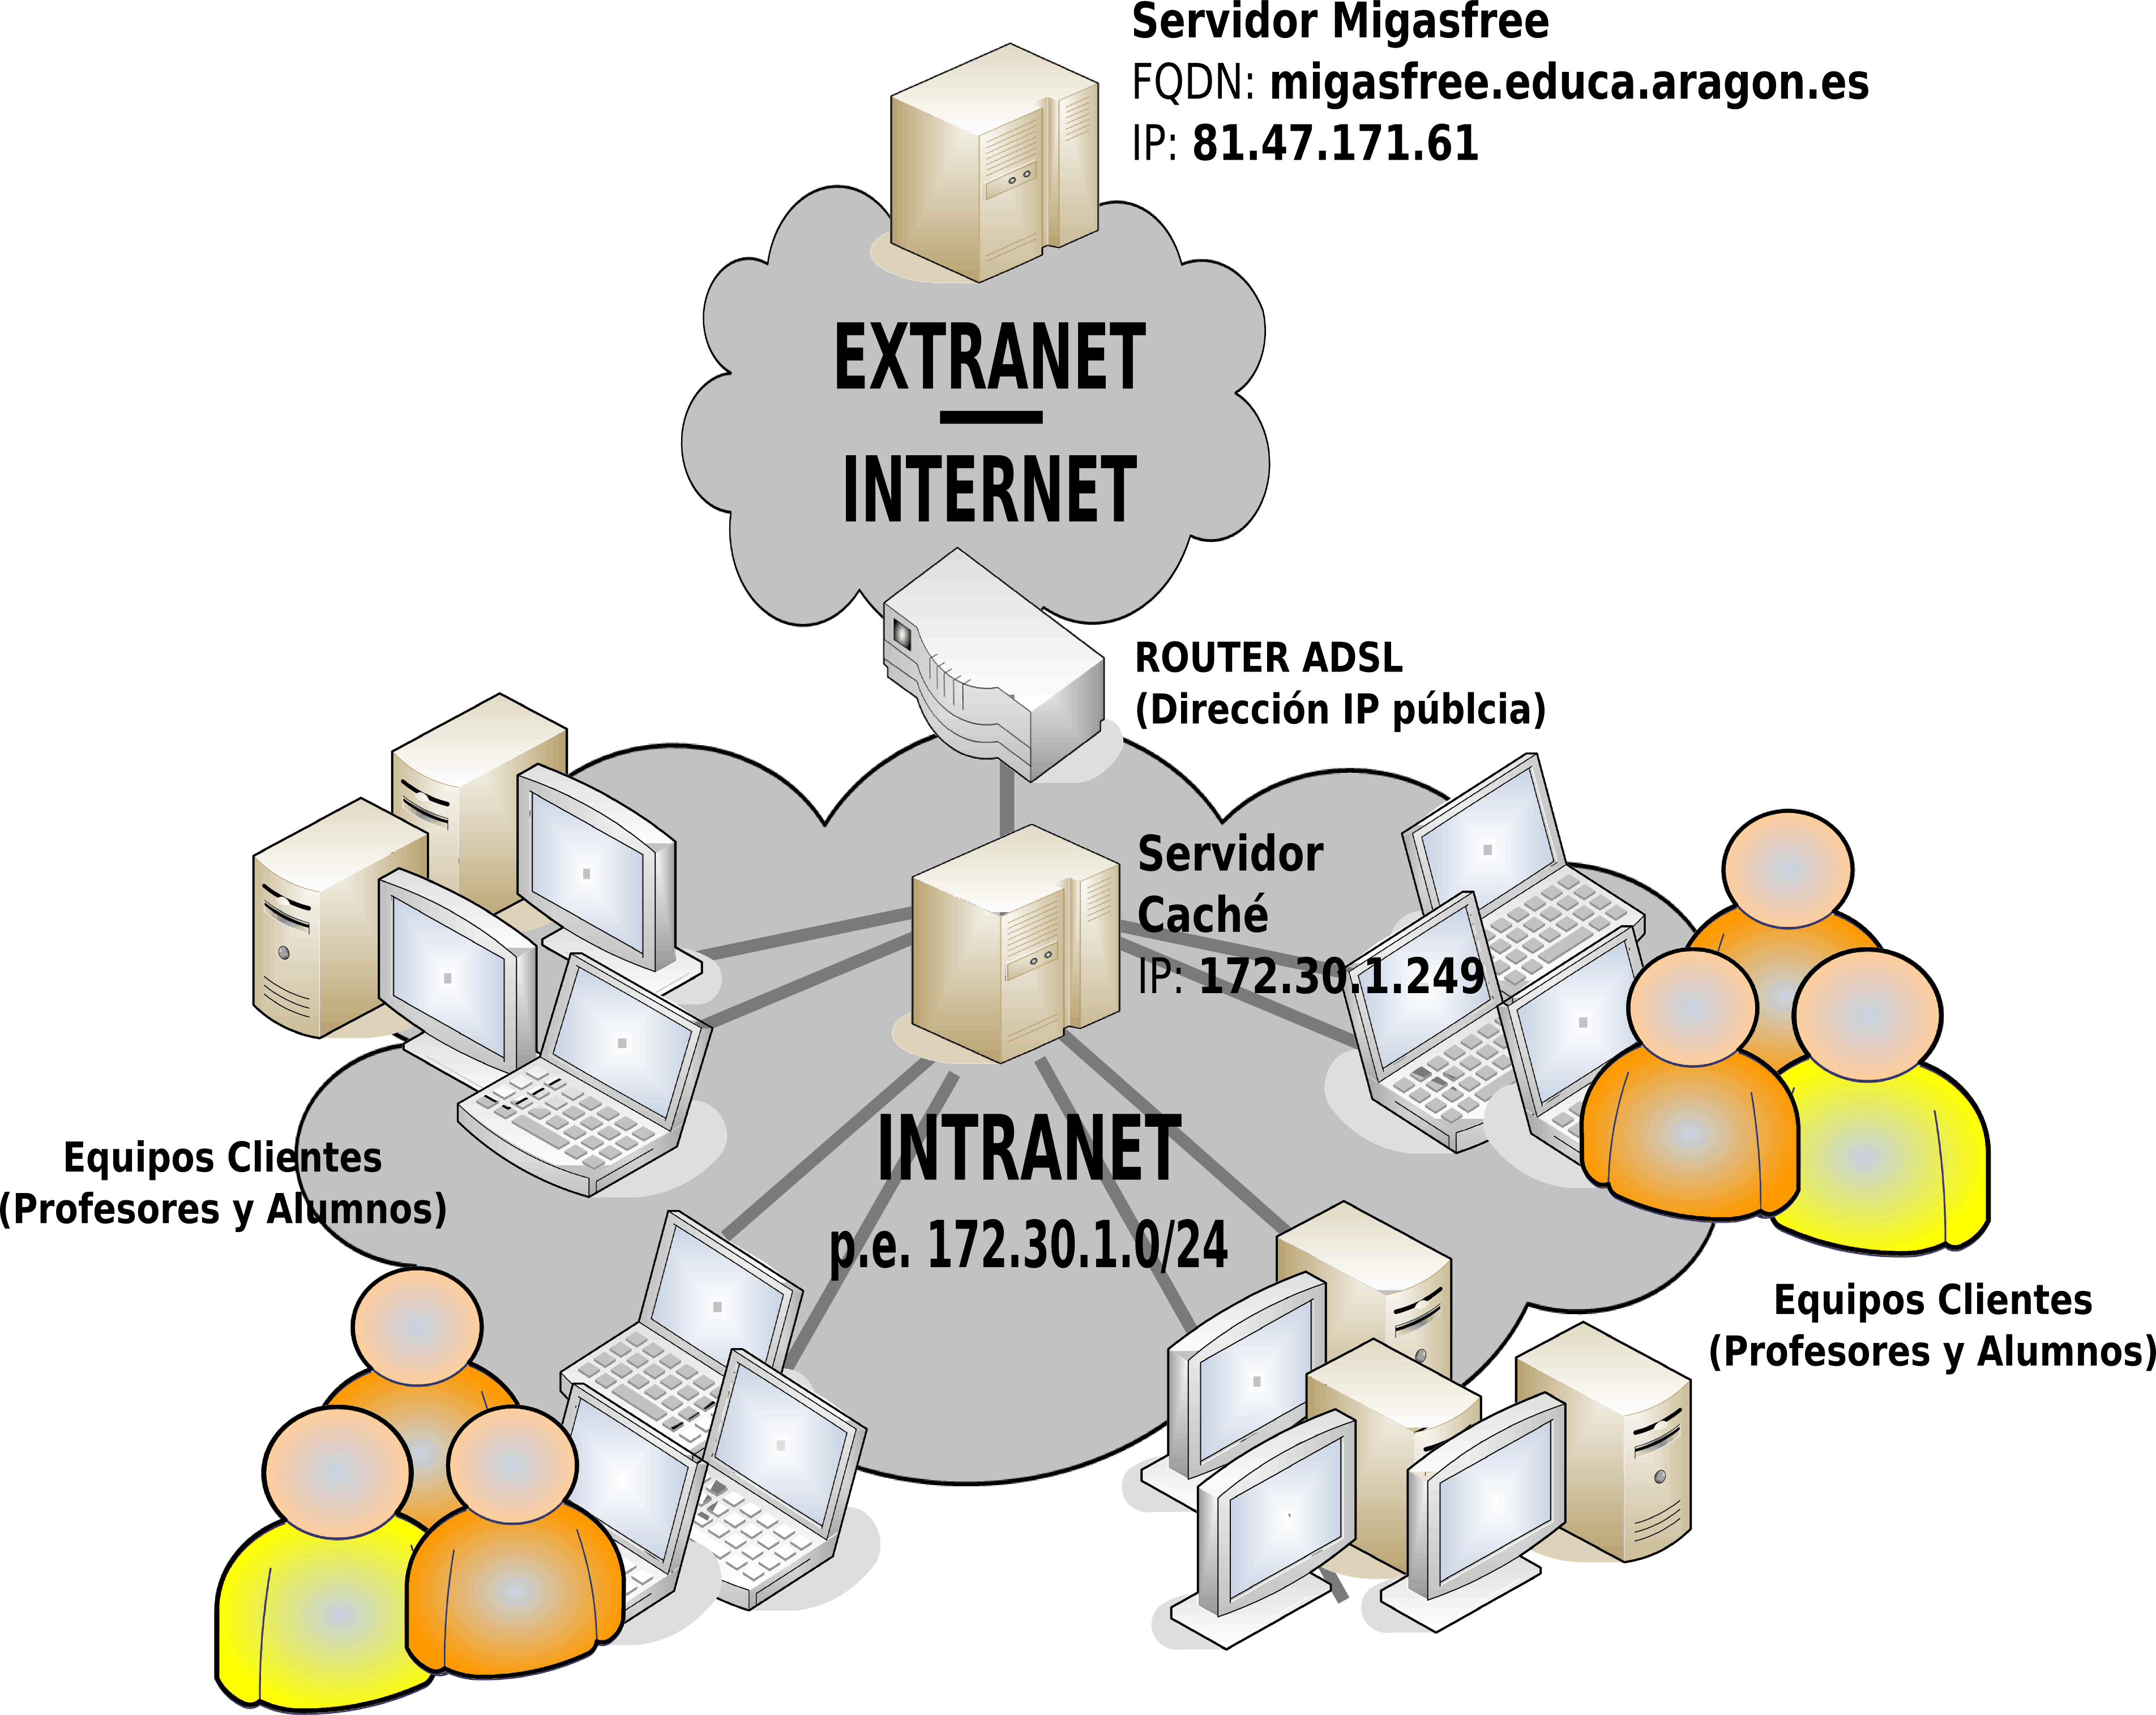 Servidor Migasfree
FQDN: migasfree.educa.aragon.es
IP: 81.47.171.61
EXTRANET
INTERNET
ROUTER ADSL
(Dirección IP públcia)
Servidor
Caché
IP: 172.30.1.249
INTRANET
p.e. 172.30.1.0/24
Equipos Clientes
(Profesores y Alumnos)
Equipos Clientes
(Profesores y Alumnos)